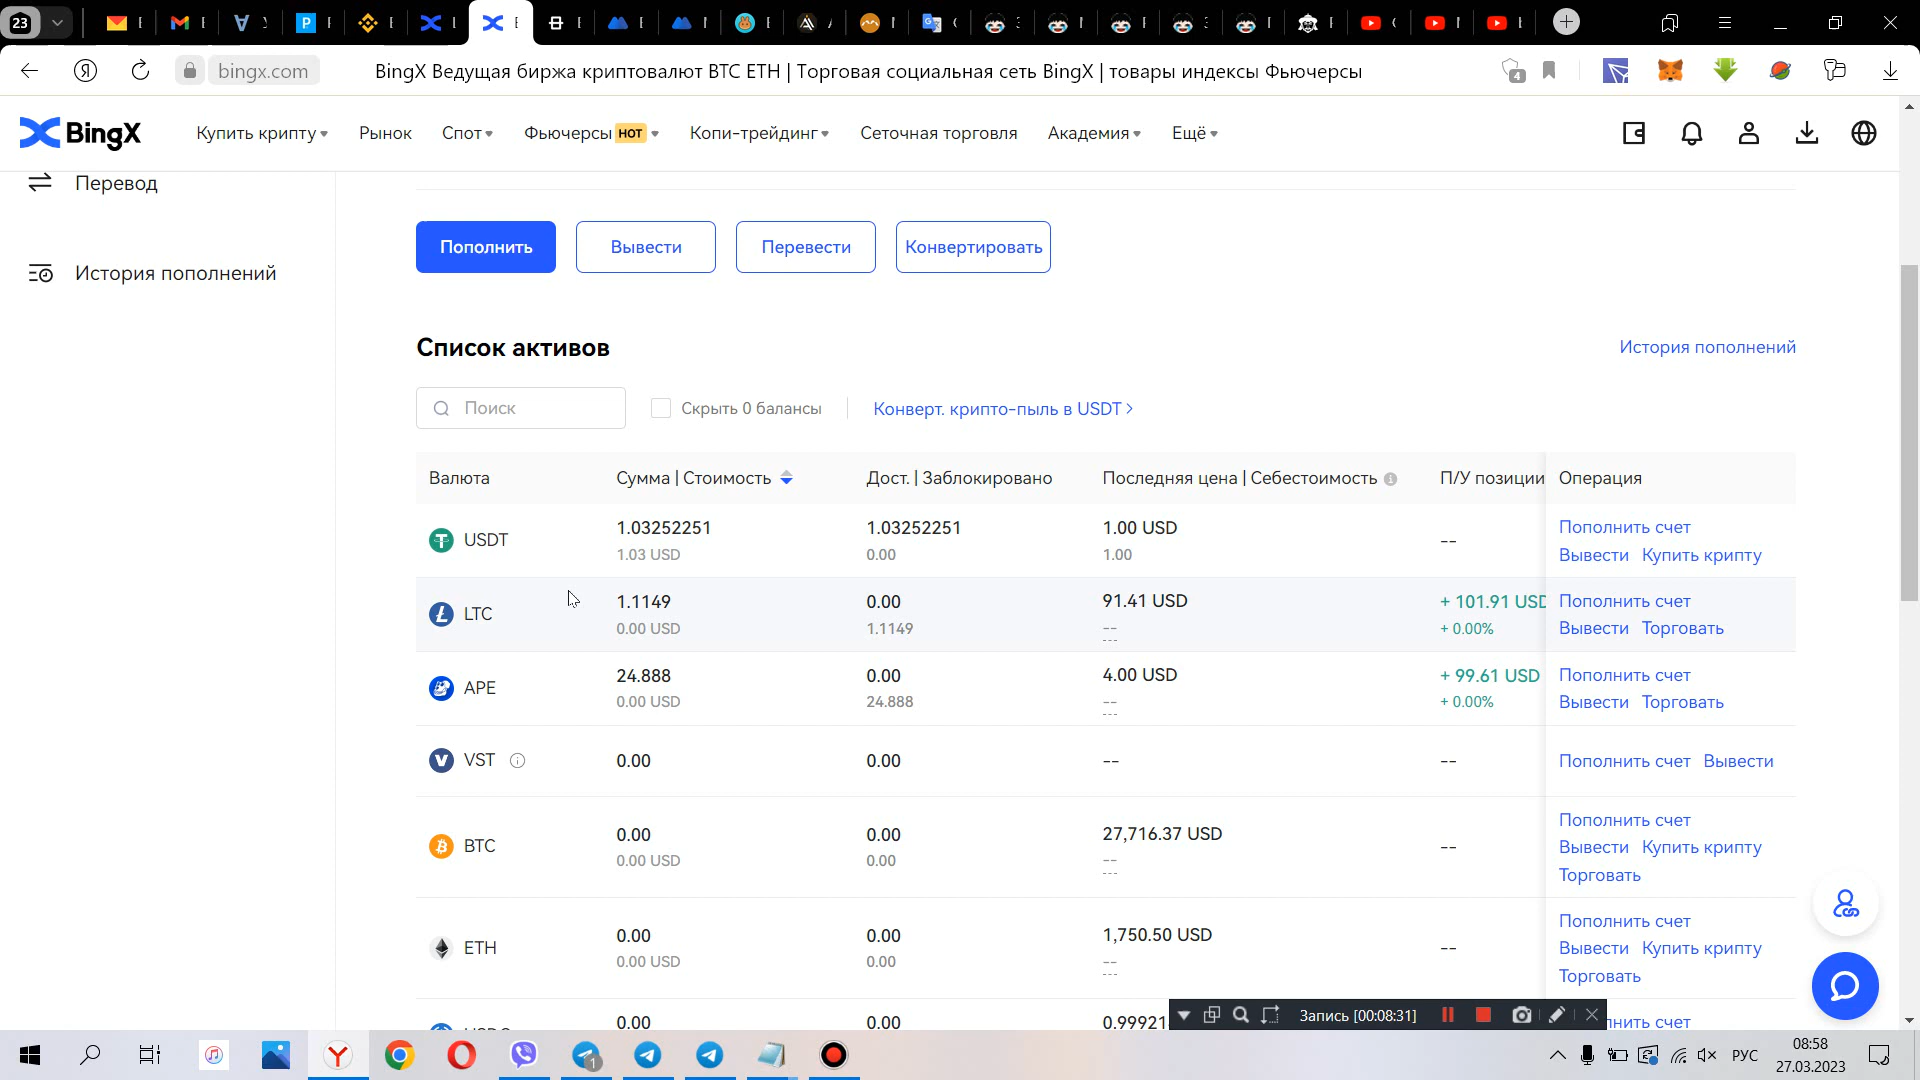 23
bingx.com
BingX Ведущая биржа криптовалют BTC ETH | Торговая социальная сеть BingX | товары индексы Фьючерсы
4
BingX
Купить крипту
Рынок
Спот
Фьючерсы HOT
Копи-трейдинг
Сеточная торговля
Академия
Ещё
Перевод
История пополнений
Пополнить
Вывести
Перевести
Конвертировать
Список активов
История пополнений
Поиск
Скрыть 0 балансы
Конверт. крипто-пыль в USDT >
Валюта
Сумма | Стоимость
Дост. | Заблокировано
Последняя цена | Себестоимость
П/У позиции
Операция
USDT
1.03252251
1.03 USD
1.03252251
0.00
1.00 USD
1.00
--
Пополнить счет
Вывести Купить крипту
LTC
1.1149
0.00 USD
0.00
1.1149
91.41 USD
--
+ 101.91 USD
+ 0.00%
Пополнить счет
Вывести Торговать
APE
24.888
0.00 USD
0.00
24.888
4.00 USD
--
+ 99.61 USD
+ 0.00%
Пополнить счет
Вывести Торговать
VST
0.00
0.00
--
--
Пополнить счет Вывести
BTC
0.00
0.00 USD
0.00
0.00
27,716.37 USD
--
--
Пополнить счет
Вывести Купить крипту
Торговать
ETH
0.00
0.00 USD
0.00
0.00
1,750.50 USD
--
--
Пополнить счет
Вывести Купить крипту
Торговать
0.00
0.00
0.9992
Запись [00:08:31]
1
РУС
08:58
27.03.2023